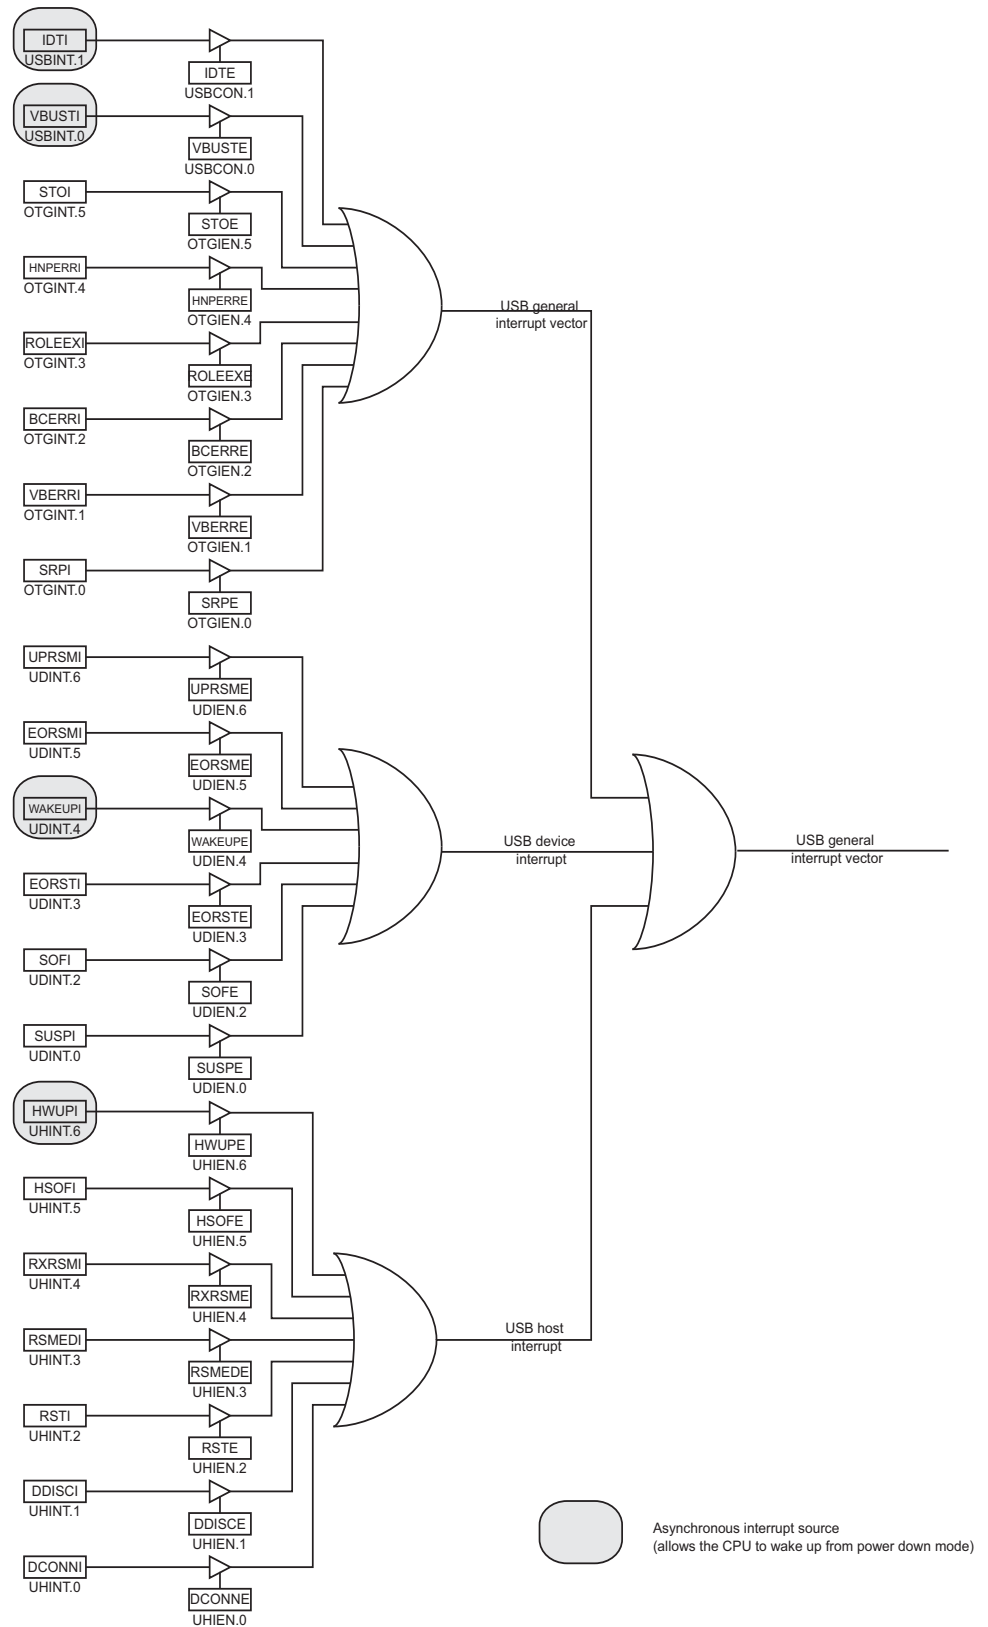 IDTI
USBINT.1
IDTE
USBCON.1
VBUSTI
USBINT.0
VBUSTE
USBCON.0
STOI
OTGINT.5
STOE
OTGIEN.5
HNPERRI
OTGINT.4
HNPERRE
OTGIEN.4
ROLEEXI
OTGINT.3
ROLEEXE
OTGIEN.3
BCERRI
OTGINT.2
BCERRE
OTGIEN.2
VBERRI
OTGINT.1
VBERRE
OTGIEN.1
SRPI
OTGINT.0
SRPE
OTGIEN.0
USB general
interrupt vector
UPRSMI
UDINT.6
UPRSME
UDIEN.6
EORSMI
UDINT.5
EORSME
UDIEN.5
WAKEUPI
UDINT.4
WAKEUPE
UDIEN.4
EORSTI
UDINT.3
EORSTE
UDIEN.3
SOFI
UDINT.2
SOFE
UDIEN.2
SUSPI
UDINT.0
SUSPE
UDIEN.0
USB device
interrupt
USB general
interrupt vector
HWUPI
UHINT.6
HWUPE
UHIEN.6
HSOFI
UHINT.5
HSOFE
UHIEN.5
RXRSMI
UHINT.4
RXRSME
UHIEN.4
RSMEDI
UHINT.3
RSMEDE
UHIEN.3
RSTI
UHINT.2
RSTE
UHIEN.2
DDISCI
UHINT.1
DDISCE
UHIEN.1
DCONNI
UHINT.0
DCONNE
UHIEN.0
USB host
interrupt
Asynchronous interrupt source
(allows the CPU to wake up from power down mode)